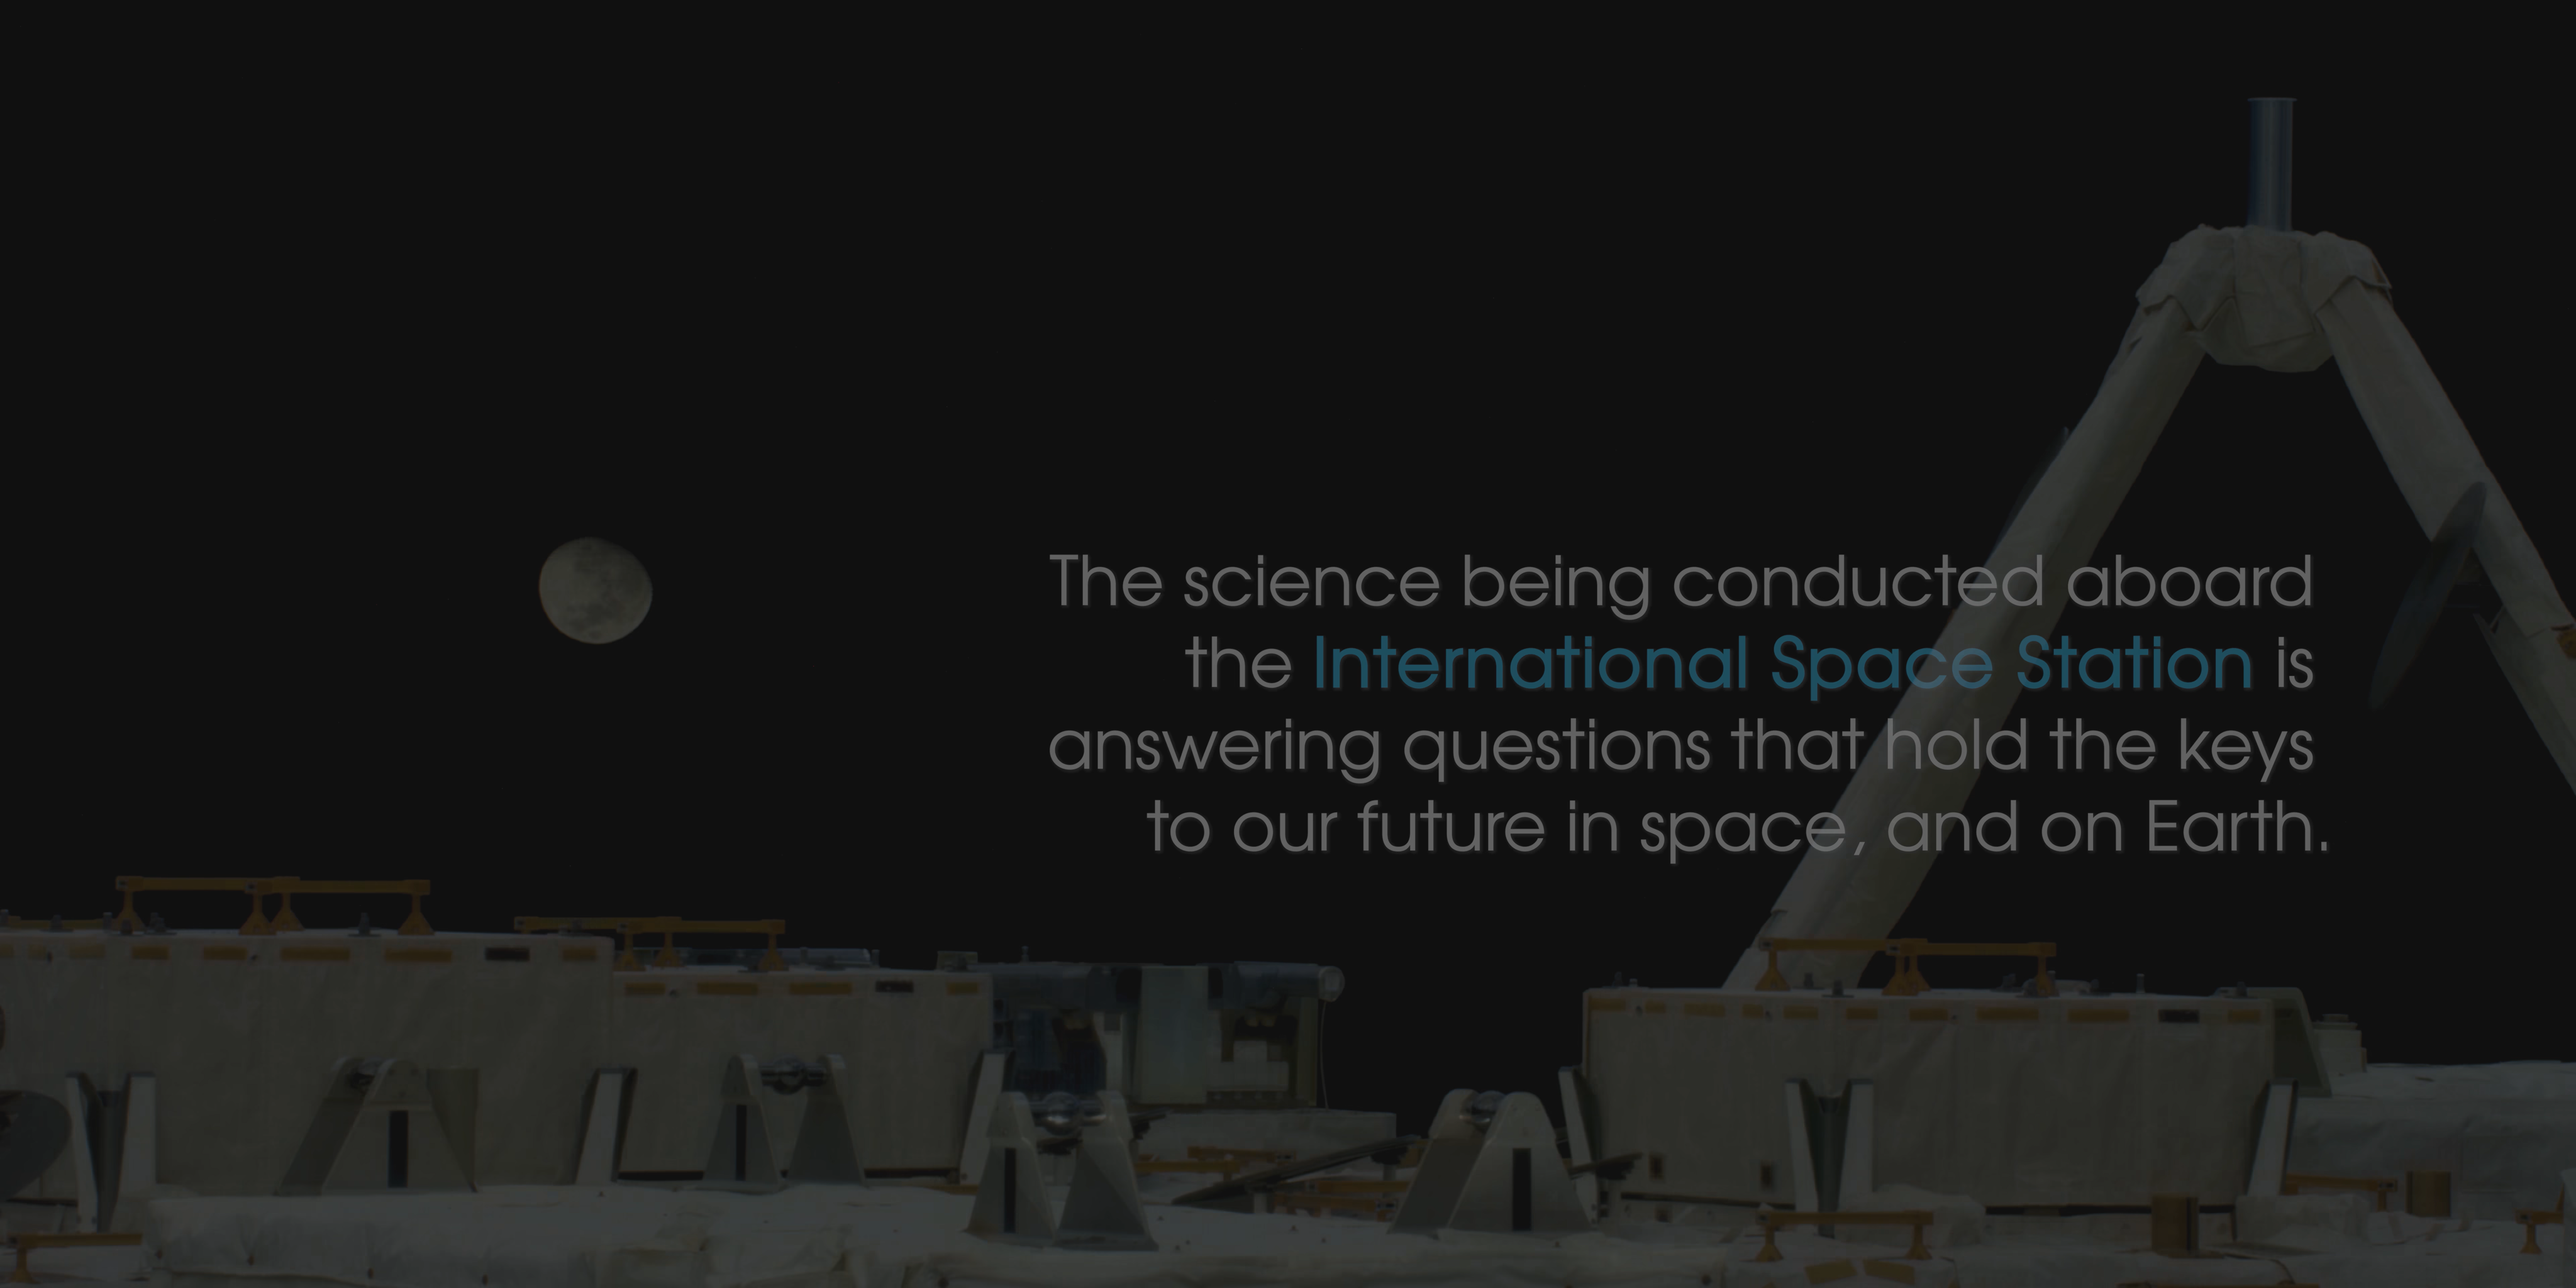 The science being conducted aboard
the International Space Station is
answering questions that hold the keys
to our future in space, and on Earth.